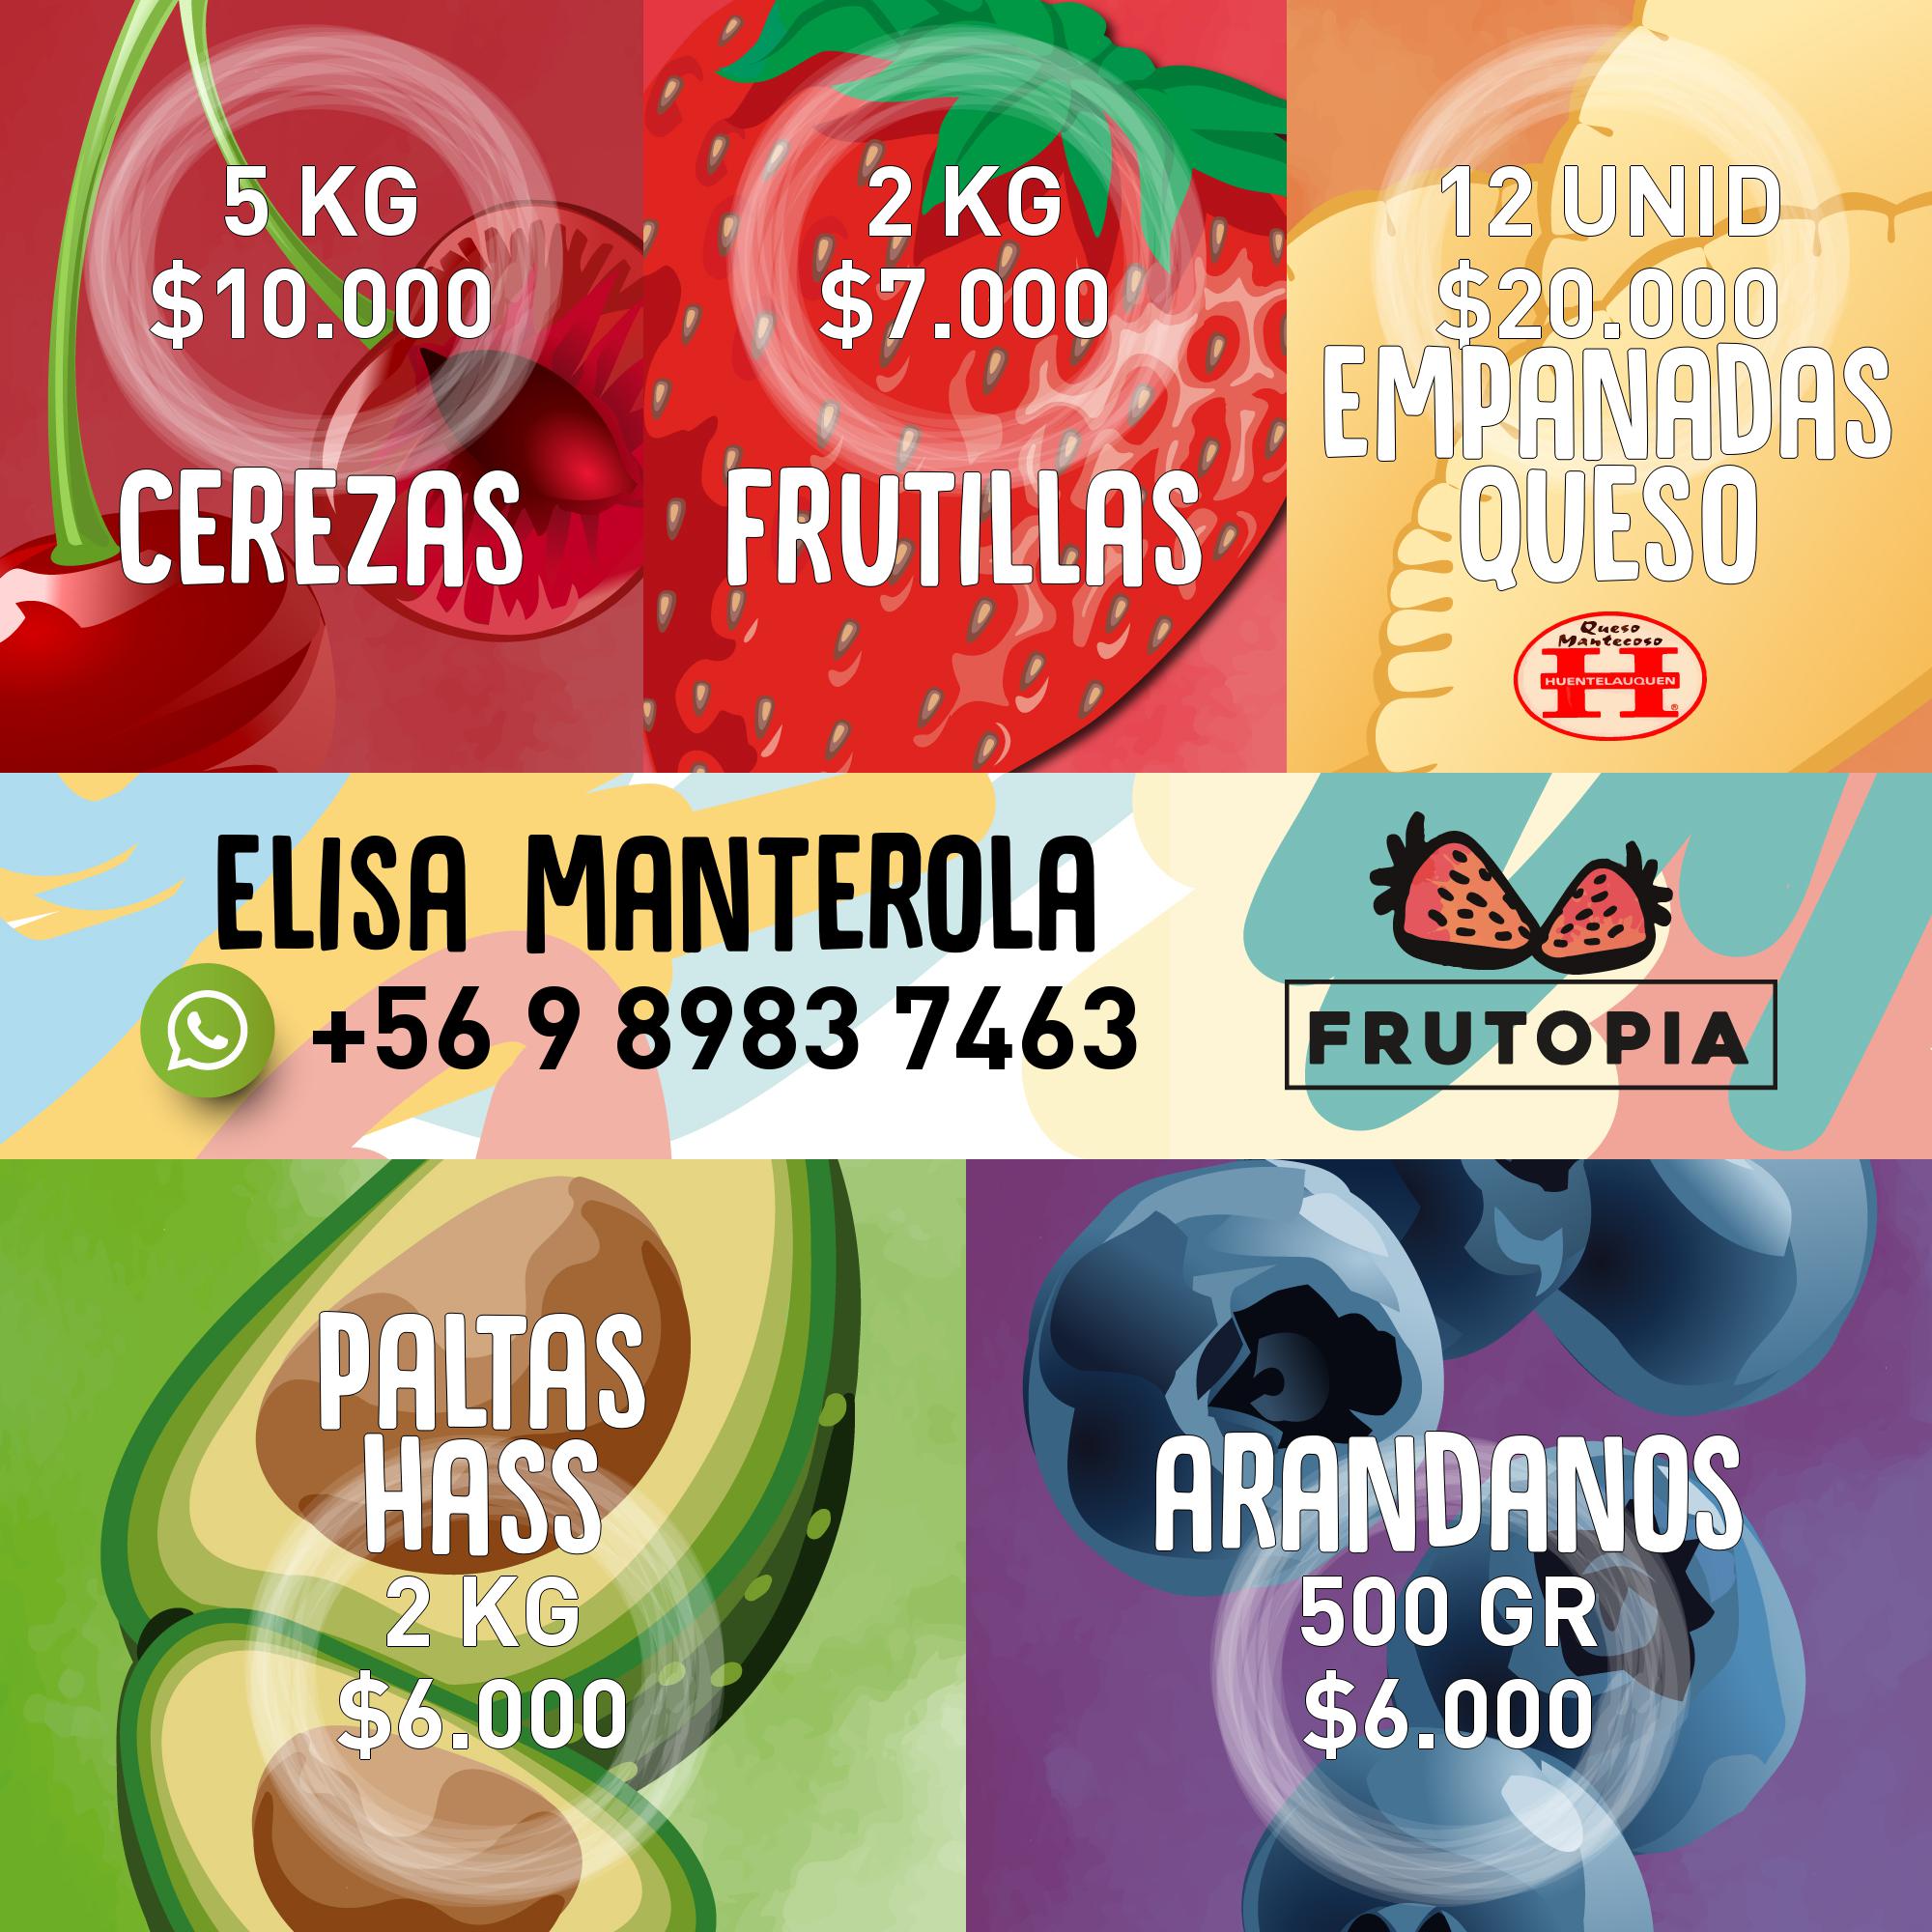 5 KG
$10.000
CEREZAS
2 KG
$7.000
FRUTILLAS
12 UNID
$20.000
EMPANADAS
QUESO
Queso
Mantecoso
H
HUENTELAUQUEN
®
ELISA MANTEROLA
+56 9 8983 7463
FRUTOPIA
PALTAS
HASS
2 KG
$6.000
ARANDANOS
500 GR
$6.000